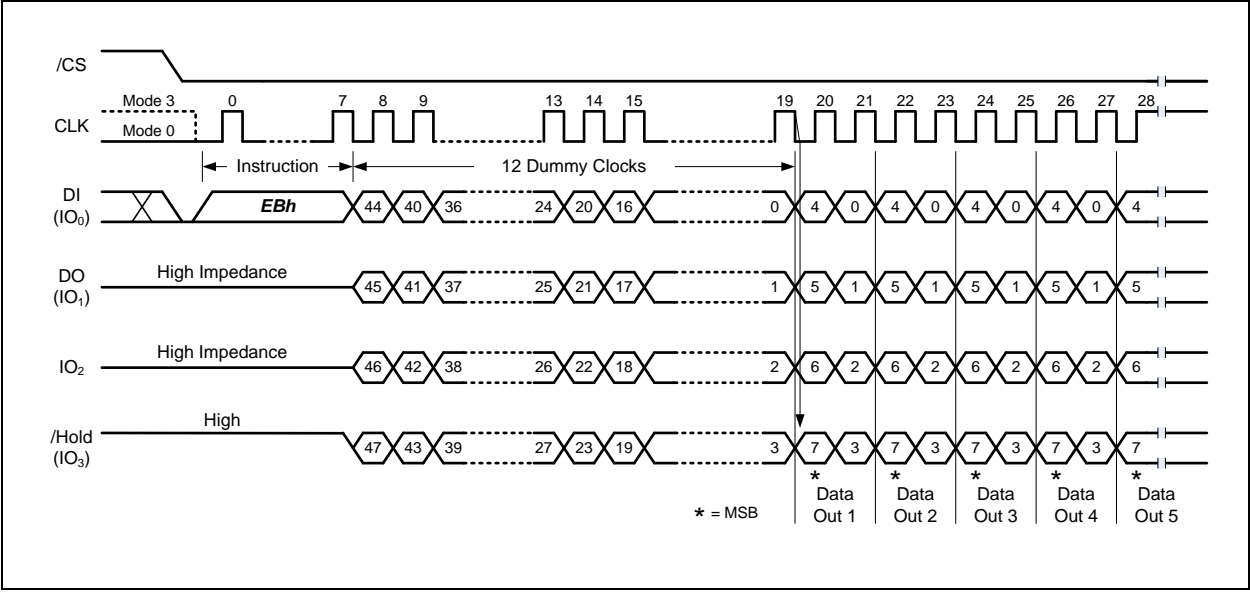 /CS
Mode 3 0 7 8 9 13 14 15 19 20 21 22 23 24 25 26 27 28
CLK
Mode 0
Instruction 12 Dummy Clocks
DI
(IO0) EBh 44 40 36 24 20 16 0 4 0 4 0 4 0 4 0 4
DO
(IO1) High Impedance 45 41 37 25 21 17 1 5 1 5 1 5 1 5 1 5
IO2 High Impedance 46 42 38 26 22 18 2 6 2 6 2 6 2 6 2 6
High
/Hold
(IO3) 47 43 39 27 23 19 3 7 3 7 3 7 3 7 3 7
* * * * *
* = MSB
Data Data Data Data Data
Out 1 Out 2 Out 3 Out 4 Out 5